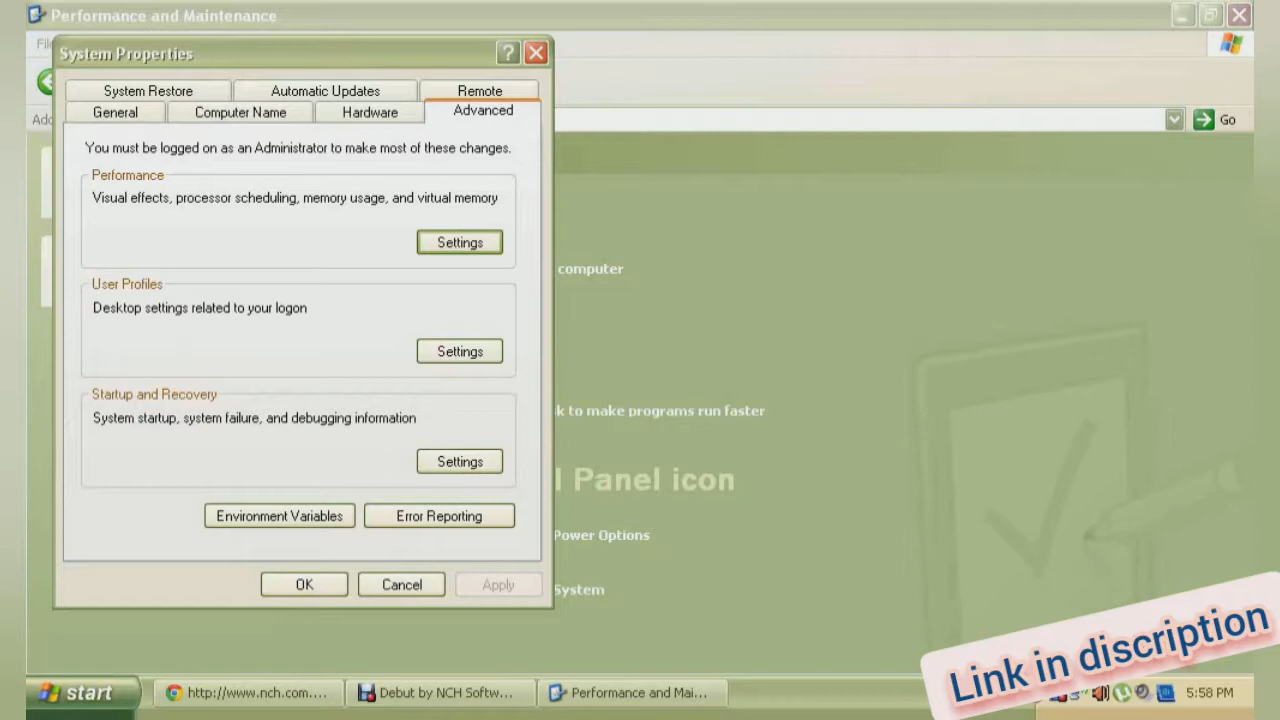 Performance and Maintenance
System Properties
System Restore
Automatic Updates
Remote
General
Computer Name
Hardware
Advanced
Go
You must be logged on as an Administrator to make most of these changes.
Performance
Visual effects, processor scheduling, memory usage, and virtual memory
Settings
computer
User Profiles
Desktop settings related to your logon
Settings
Startup and Recovery
k to make programs run faster
System startup, system failure, and debugging information
Settings
l Panel icon
Environment Variables
Error Reporting
Power Options
OK
Cancel
Apply
System
Link in discription
start
http://www.nch.com....
Debut by NCH Softw...
Performance and Mai...
5:58 PM